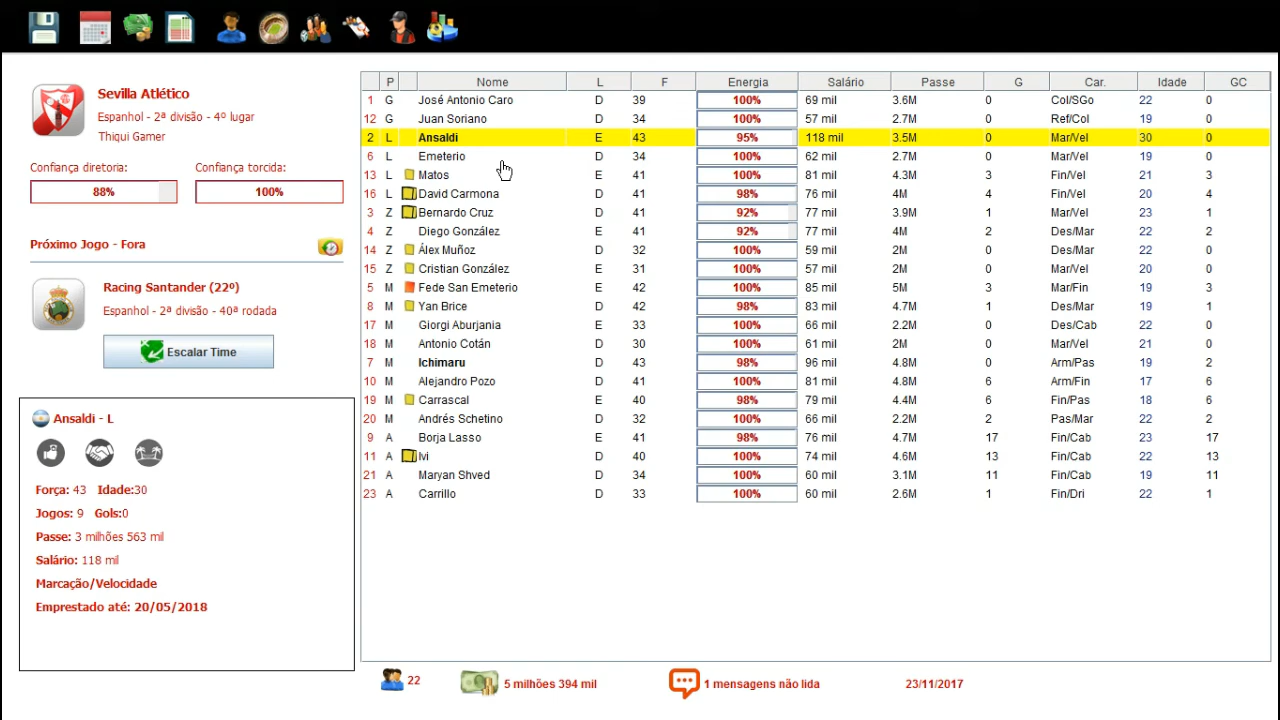 Sevilla Atlético
Espanhol - 2ª divisão - 4º lugar
Thiqui Gamer
Confiança diretoria: Confiança torcida:
88% 100%
Próximo Jogo - Fora
Racing Santander (22º)
Espanhol - 2ª divisão - 40ª rodada
Escalar Time
Ansaldi - L
Força: 43 Idade:30
Jogos: 9 Gols:0
Passe: 3 milhões 563 mil
Salário: 118 mil
Marcação/Velocidade
Emprestado até: 20/05/2018
P Nome L F Energia Salário Passe G Car. Idade GC
1 G José Antonio Caro D 39 100% 69 mil 3.6M 0 Col/SGo 22 0
12 G Juan Soriano D 34 100% 57 mil 2.7M 0 Ref/Col 19 0
2 L Ansaldi E 43 95% 118 mil 3.5M 0 Mar/Vel 30 0
6 L Emeterio D 34 100% 62 mil 2.7M 0 Mar/Vel 19 0
13 L Matos E 41 100% 81 mil 4.3M 3 Fin/Vel 21 3
16 L David Carmona D 41 98% 76 mil 4M 4 Fin/Vel 20 4
3 Z Bernardo Cruz D 41 92% 77 mil 3.9M 1 Mar/Vel 23 1
4 Z Diego González E 41 92% 77 mil 4M 2 Des/Mar 22 2
14 Z Álex Muñoz D 32 100% 59 mil 2M 0 Mar/Vel 22 0
15 Z Cristian González E 31 100% 57 mil 2M 0 Mar/Vel 20 0
5 M Fede San Emeterio E 42 100% 85 mil 5M 3 Mar/Fin 19 3
8 M Yan Brice D 42 98% 83 mil 4.7M 1 Des/Mar 19 1
17 M Giorgi Aburjania E 33 100% 66 mil 2.2M 0 Des/Cab 22 0
18 M Antonio Cotán D 30 100% 61 mil 2M 0 Mar/Vel 21 0
7 M Ichimaru D 43 98% 96 mil 4.8M 0 Arm/Pas 19 2
10 M Alejandro Pozo D 41 100% 81 mil 4.8M 6 Arm/Fin 17 6
19 M Carrascal E 40 98% 79 mil 4.4M 6 Fin/Pas 18 6
20 M Andrés Schetino D 32 100% 66 mil 2.2M 2 Pas/Mar 22 2
9 A Borja Lasso E 41 98% 76 mil 4.7M 17 Fin/Cab 23 17
11 A Ivi D 40 100% 74 mil 4.6M 13 Fin/Cab 22 13
21 A Maryan Shved D 34 100% 60 mil 3.1M 11 Fin/Cab 19 11
23 A Carrillo D 33 100% 60 mil 2.6M 1 Fin/Dri 22 1
22 5 milhões 394 mil 1 mensagens não lida 23/11/2017